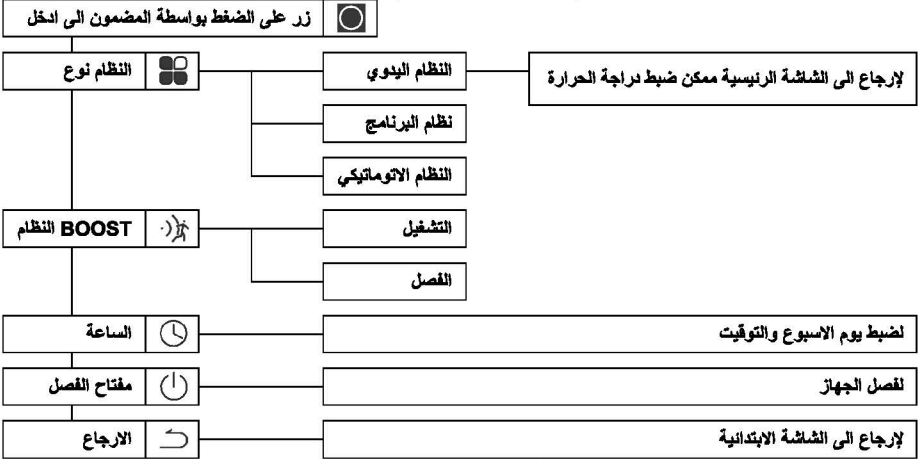 زر على الضغط بواسطة المضمون الى ادخل
النظام نوع
النظام اليدوي
لإرجاع الى الشاشة الرئيسية ممكن ضبط دراجة الحرارة
نظام البرنامج
النظام الاتوماتيكي
BOOST النظام
التشغيل
الفصل
الساعة
لضبط يوم الاسبوع والتوقيت
مفتاح الفصل
لفصل الجهاز
الارجاع
لإرجاع الى الشاشة الابتدائية